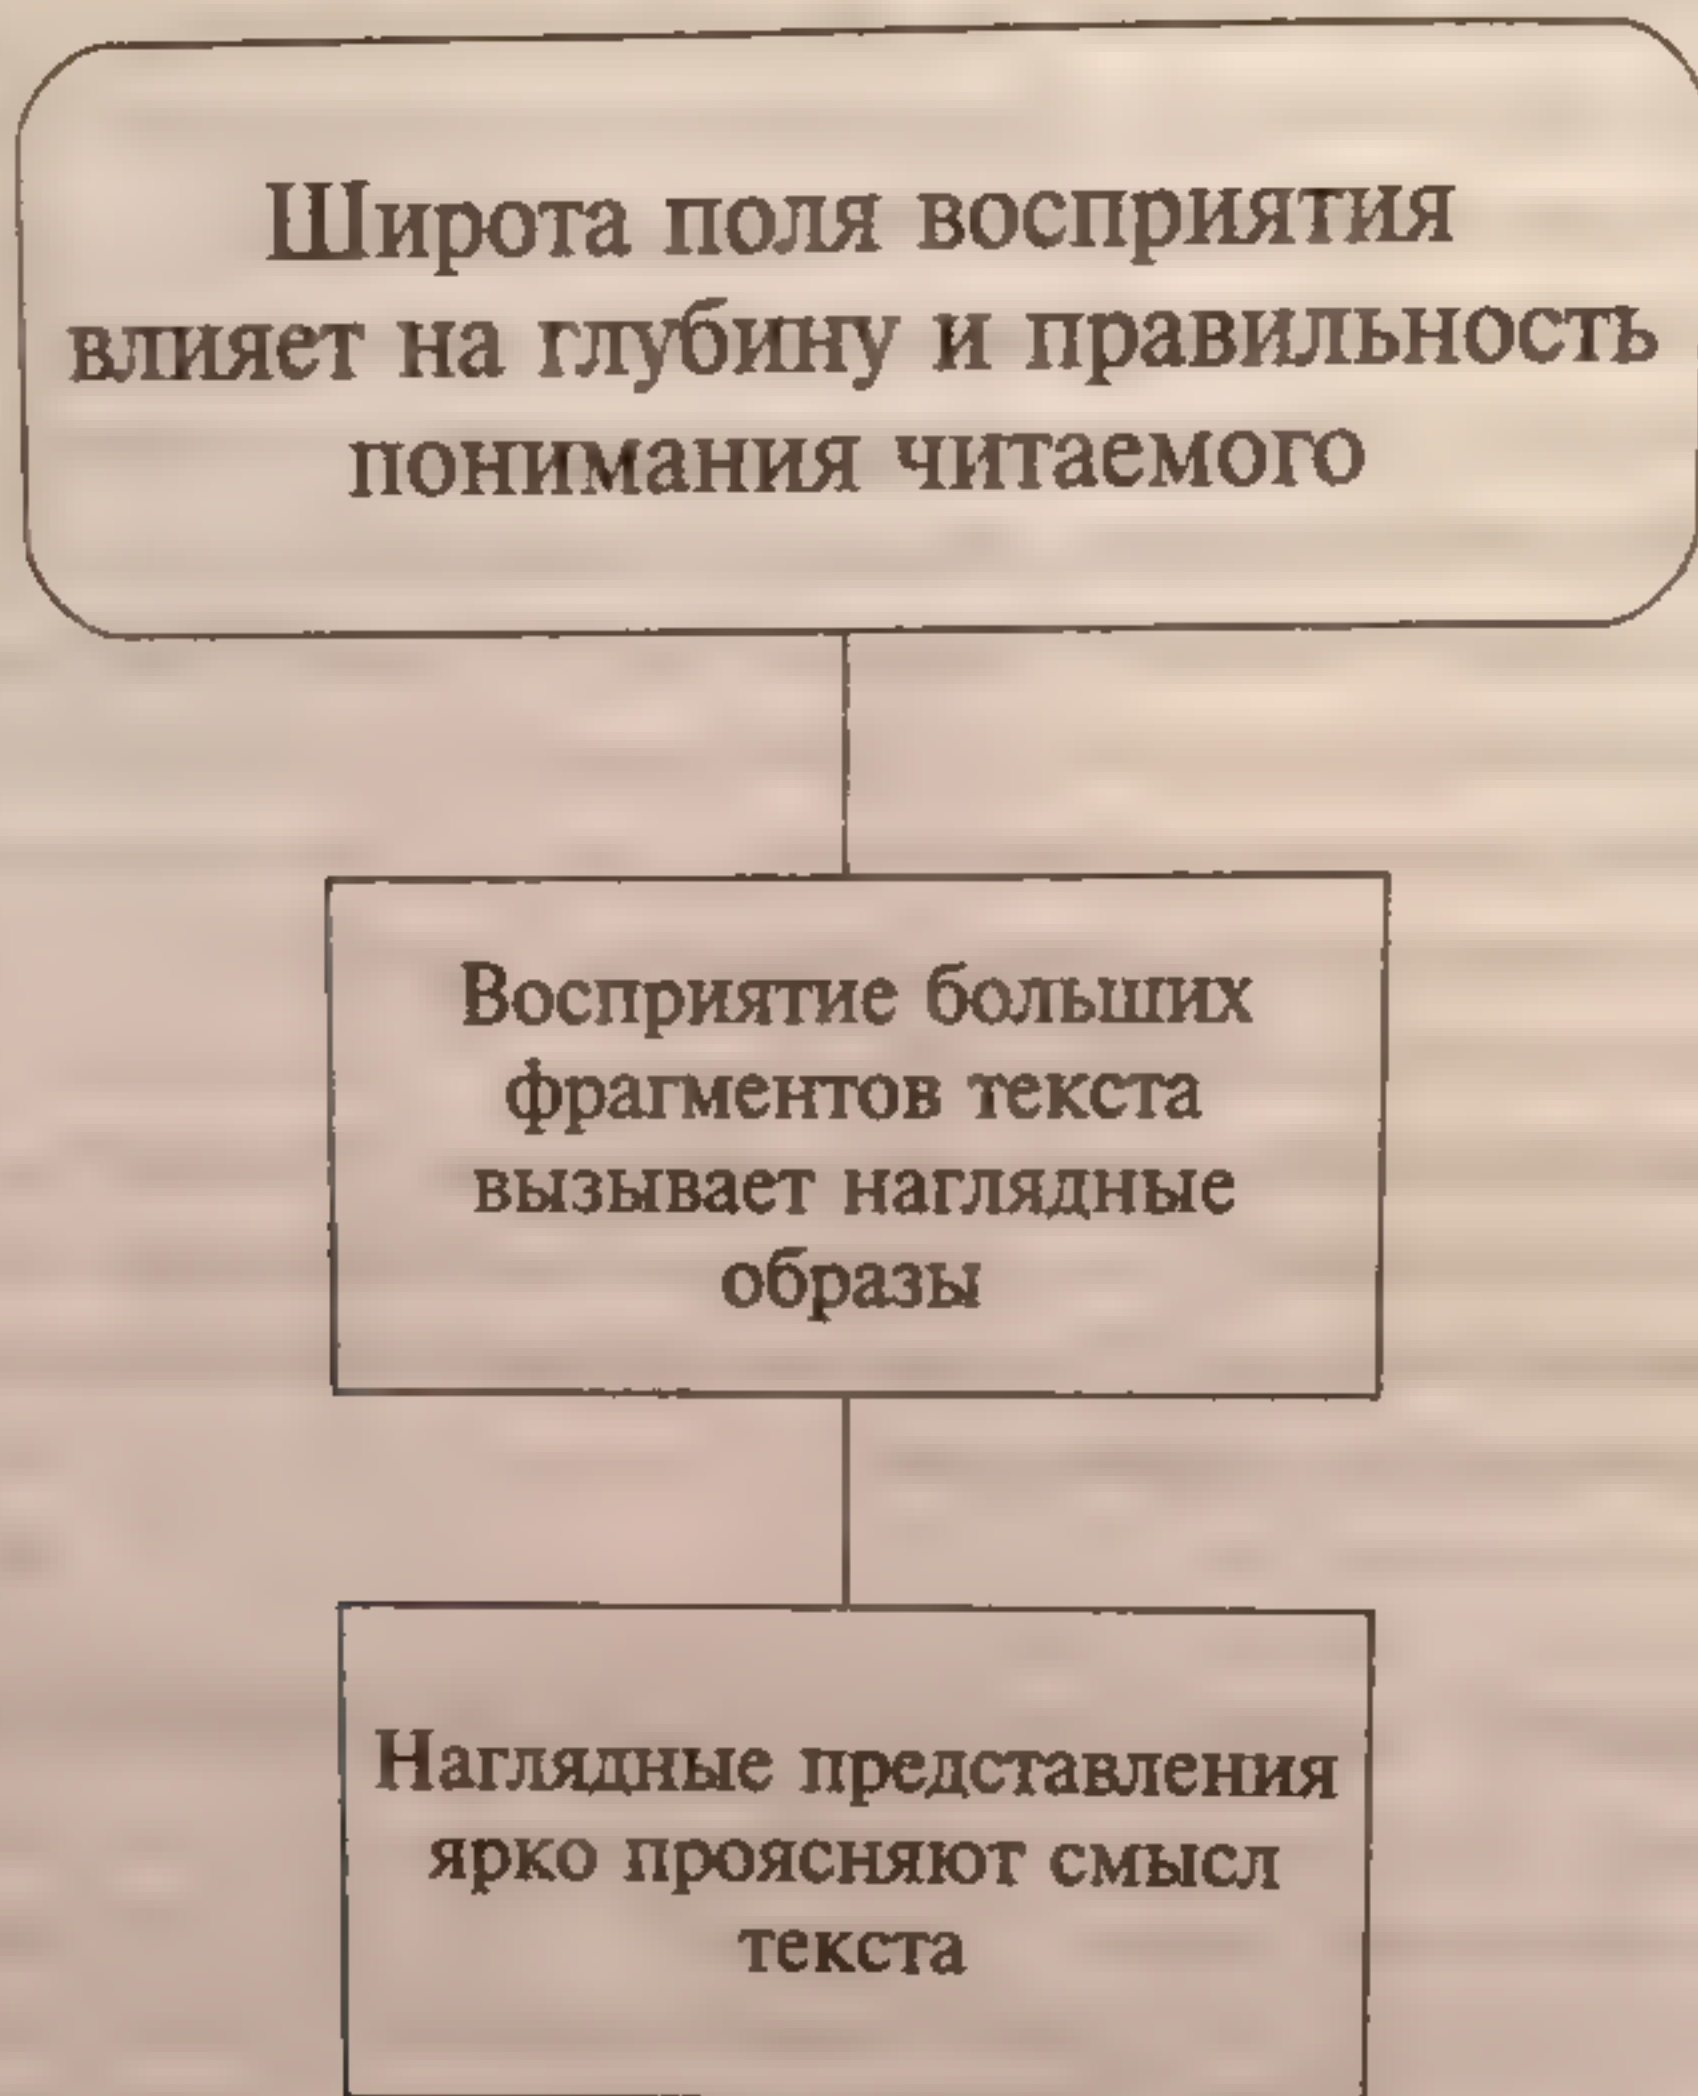 Широта поля восприятия
влияет на глубину и правильность
понимания читаемого
Восприятие больших
фрагментов текста
вызывает наглядные
образы
Наглядные представления
ярко проясняют смысл
текста